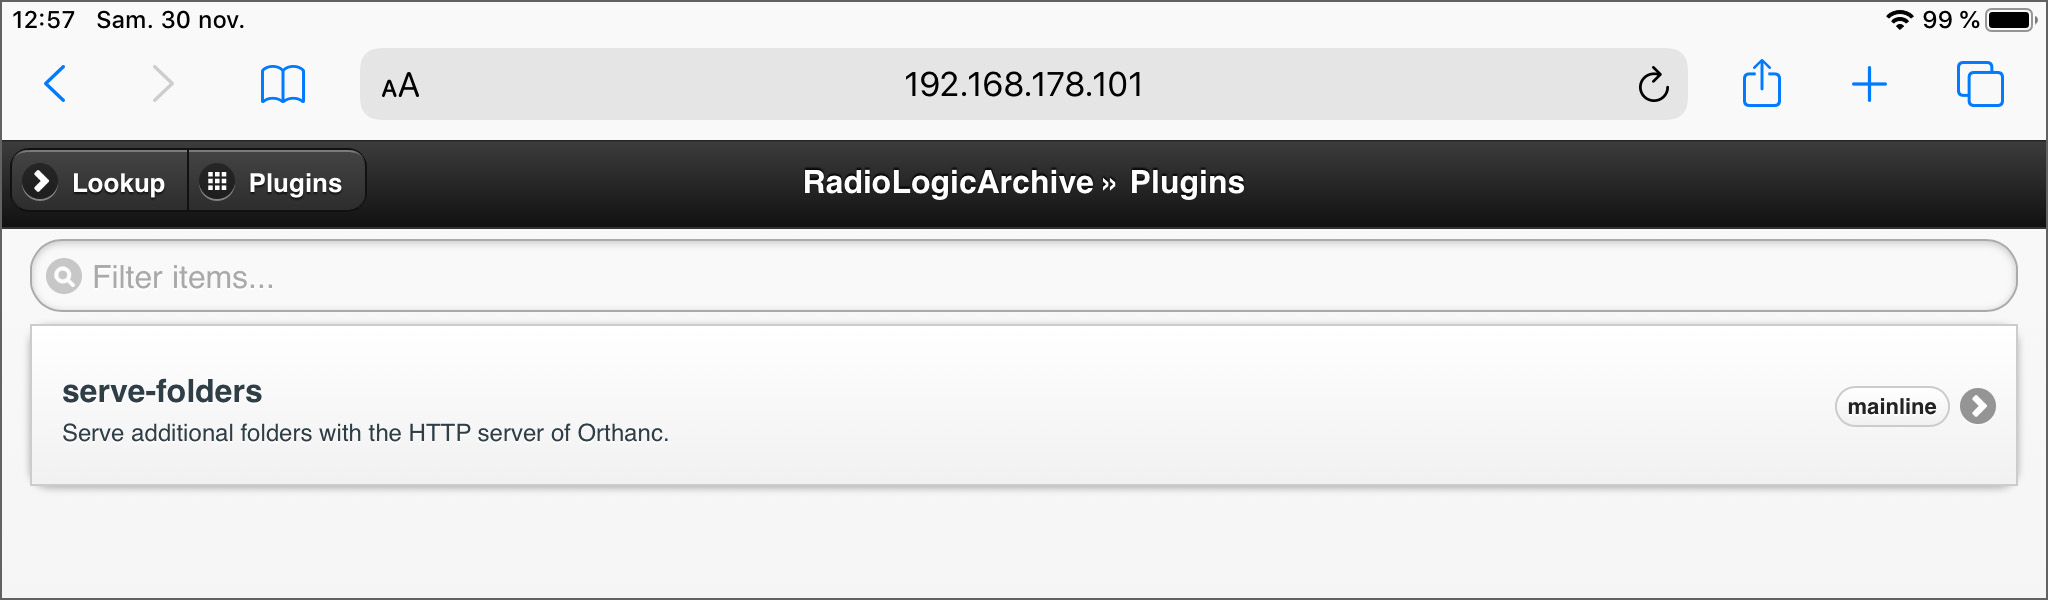 12:57 Sam. 30 nov. 99 %
AA 192.168.178.101
Lookup Plugins RadioLogicArchive » Plugins
Filter items...
serve-folders
Serve additional folders with the HTTP server of Orthanc.
mainline